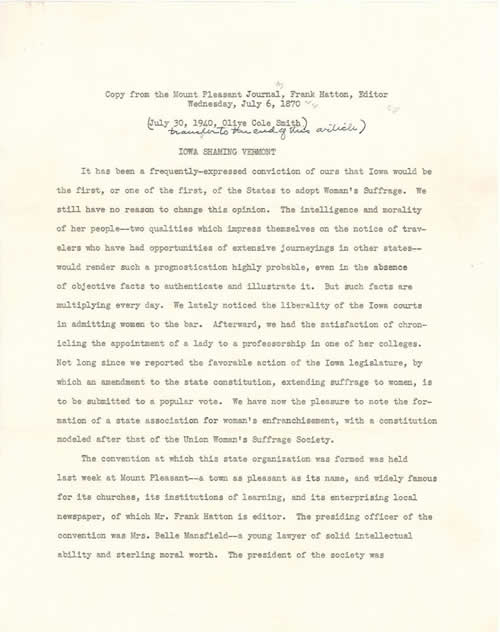 Copy from the Mount Pleasant Journal, Frank Hatton, Editor
Wednesday, July 6, 1870
(July 30, 1940, Olive Cole Smith)
transfer to the end of this article)
IOWA SHAMING VERMONT
It has been a frequently-expressed conviction of ours that Iowa would be
the first, or one of the first, of the States to adopt Woman's Suffrage. We
still have no reason to change this opinion. The intelligence and morality
of her people--two qualities which impress themselves on the notice of trav-
elers who have had opportunities of extensive journeyings in other states--
would render such a prognostication highly probable, even in the absence
of objective facts to authenticate and illustrate it. But such facts are
multiplying every day. We lately noticed the liberality of the Iowa courts
in admitting women to the bar. Afterward, we had the satisfaction of chron-
icling the appointment of a lady to a professorship in one of her colleges.
Not long since we reported the favorable action of the Iowa legislature, by
which an amendment to the state constitution, extending suffrage to women, is
to be submitted to a popular vote. We have now the pleasure to note the for-
mation of a state association for woman's enfranchisement, with a constitution
modeled after that of the Union Woman's Suffrage Society.
The convention at which this state organization was formed was held
last week at Mount Pleasant--a town as pleasant as its name, and widely famous
for its churches, its institutions of learning, and its enterprising local
newspaper, of which Mr. Frank Hatton is editor. The presiding officer of the
convention was Mrs. Belle Mansfield--a young lawyer of solid intellectual
ability and sterling moral worth. The president of the society was